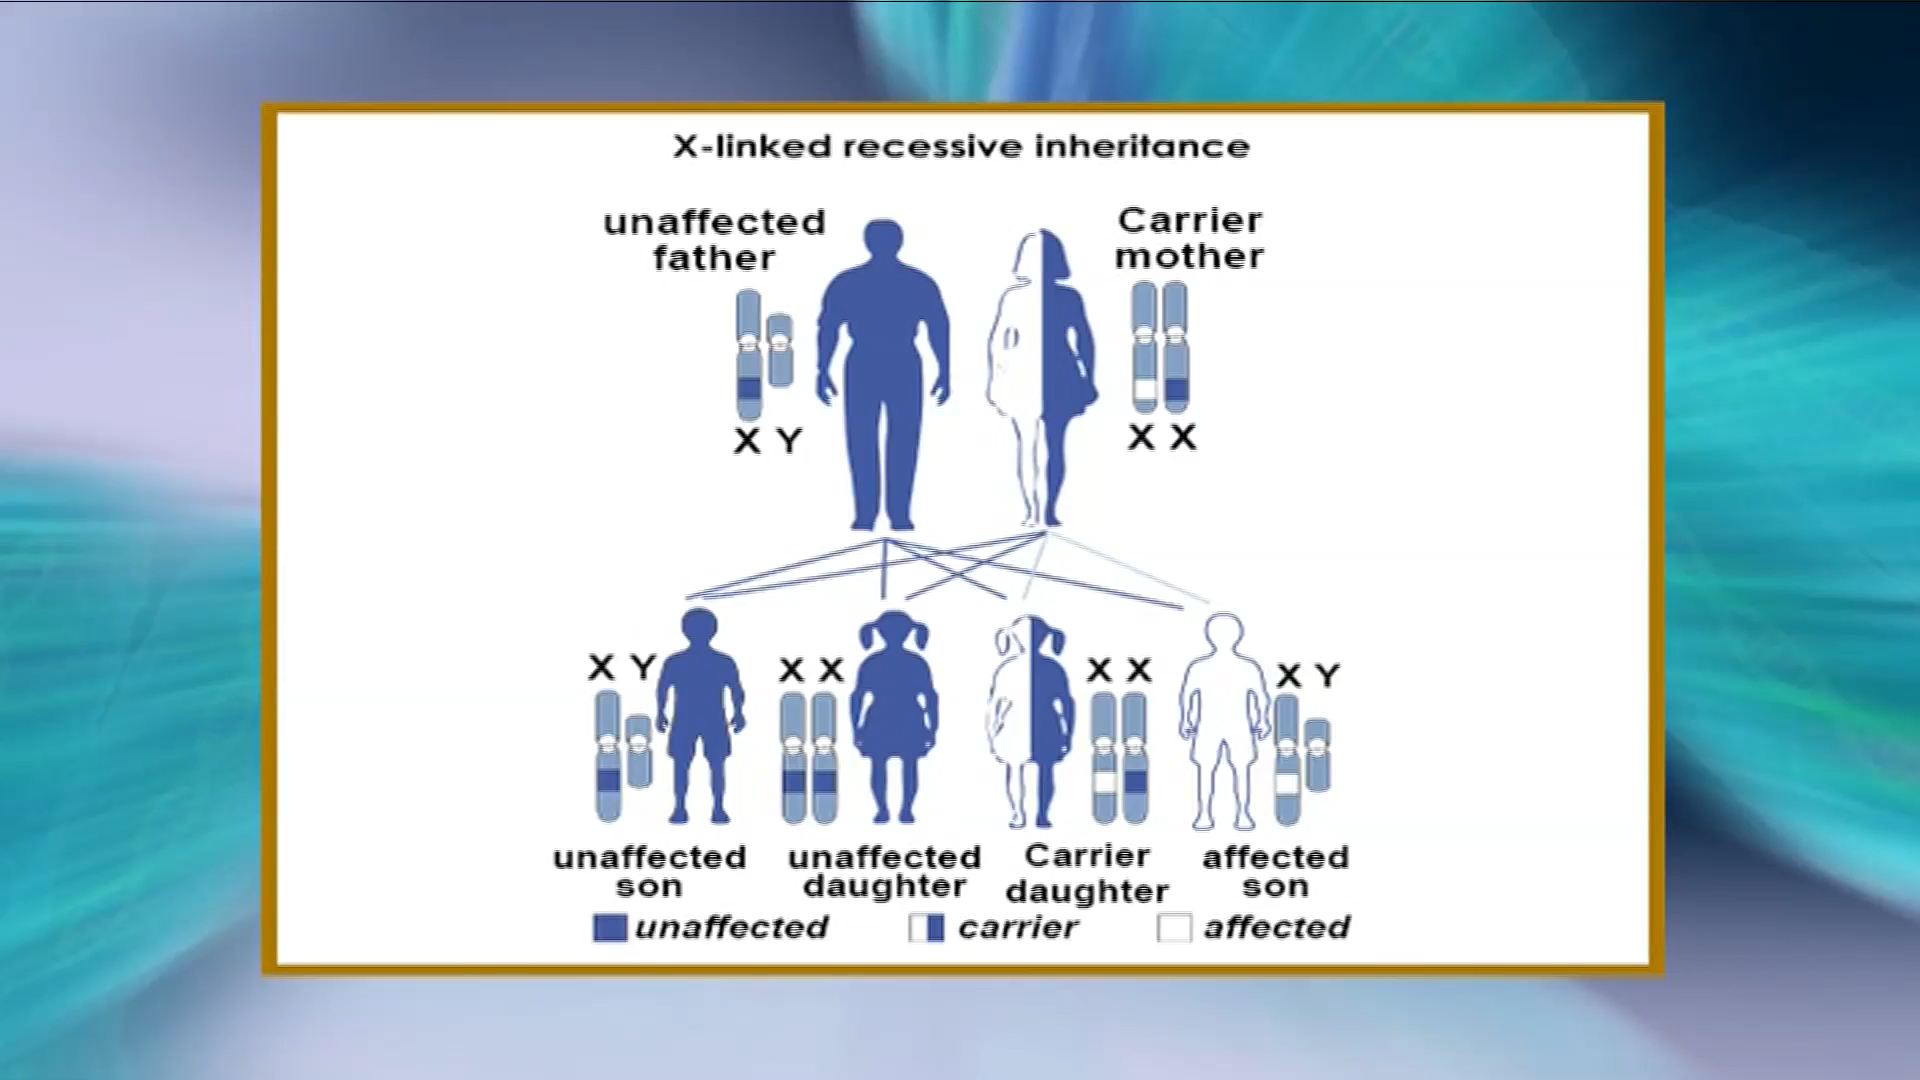 X-linked recessive inheritance
unaffected
father
Carrier
mother
X Y
X X
X Y
X X
X X
X Y
unaffected
son
unaffected
daughter
Carrier
daughter
affected
son
unaffected
carrier
affected